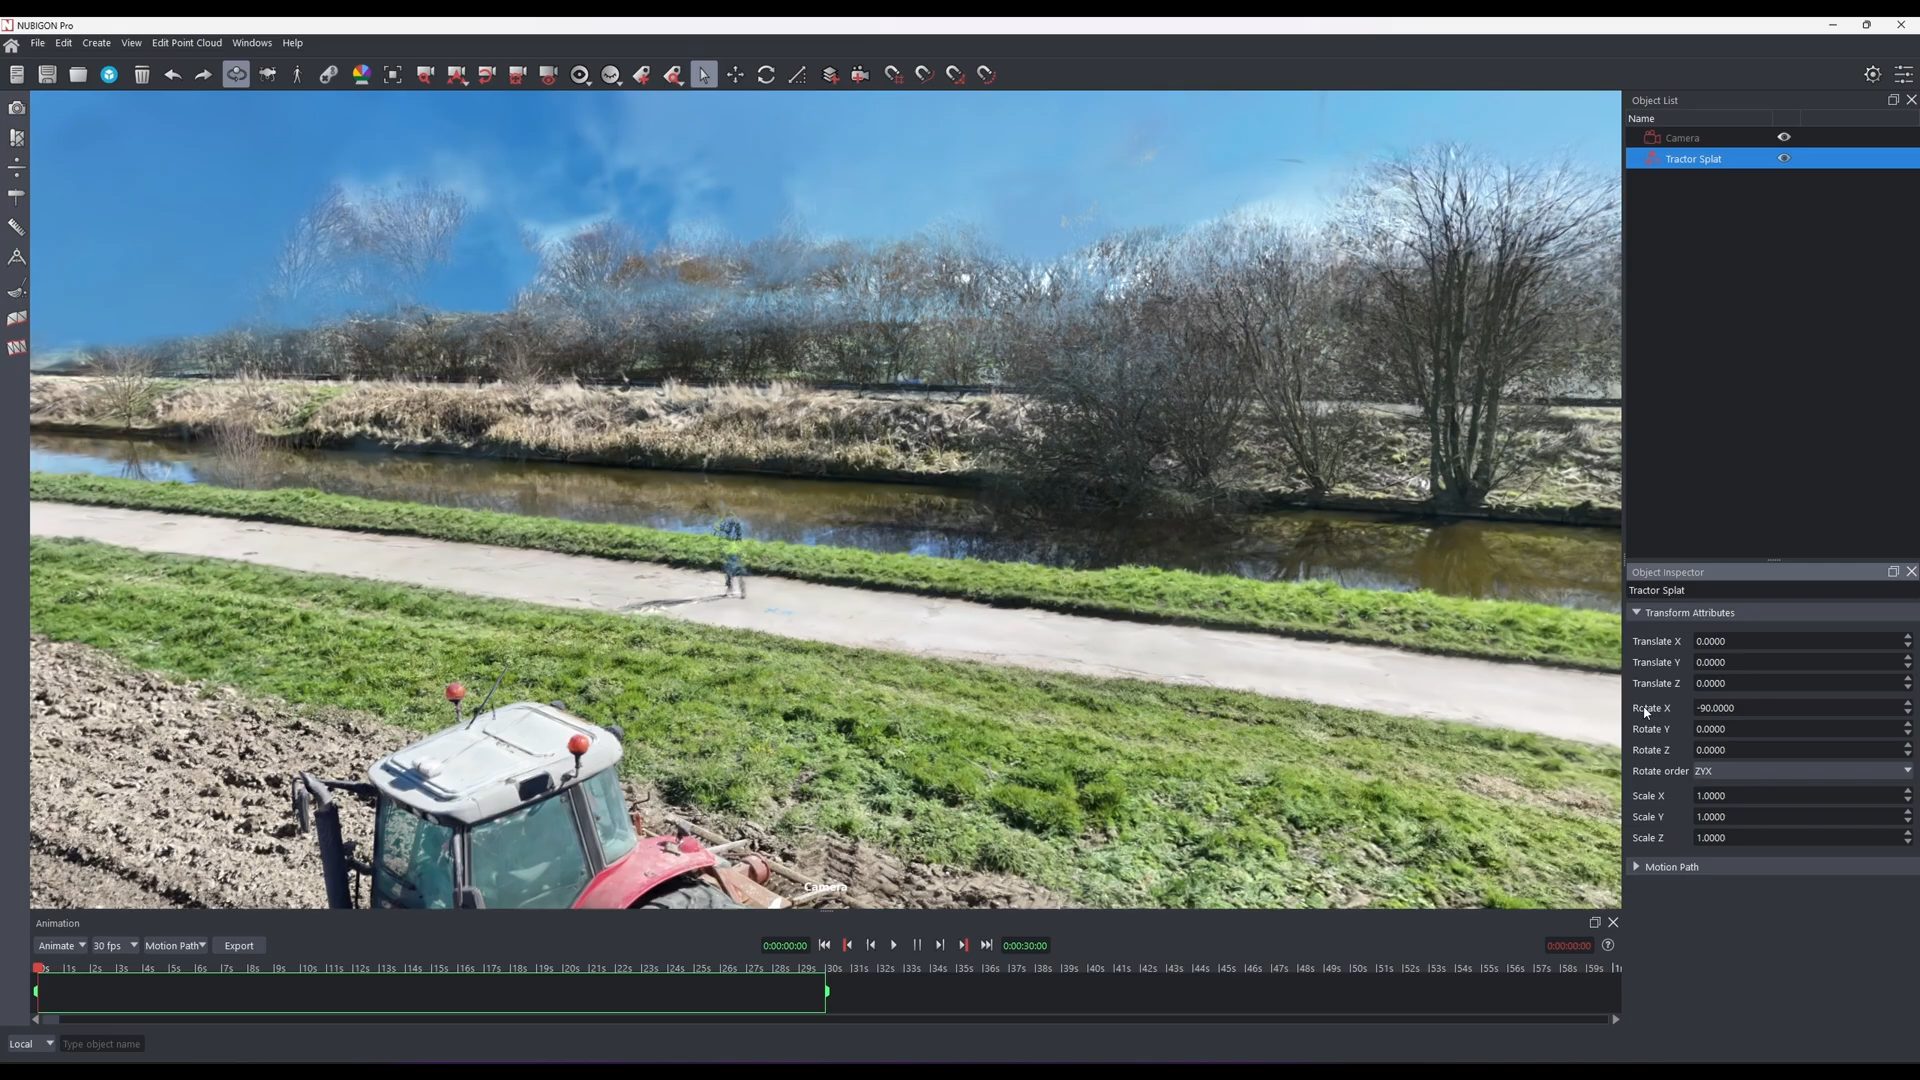 NUBIGON Pro
File Edit Create View Edit Point Cloud Windows Help
Object List
Name
Camera
Tractor Splat
Object Inspector
Tractor Splat
Transform Attributes
Translate X 0.0000
Translate Y 0.0000
Translate Z 0.0000
Rotate X -90.0000
Rotate Y 0.0000
Rotate Z 0.0000
Rotate order ZYX
Scale X 1.0000
Scale Y 1.0000
Scale Z 1.0000
Motion Path
Camera
Animation
Animate 30 fps Motion Path Export 0:00:00:00 0:00:30:00 0:00:00:00
1s 2s 3s 4s 5s 6s 7s 8s 9s 10s 11s 12s 13s 14s 15s 16s 17s 18s 19s 20s 21s 22s 23s 24s 25s 26s 27s 28s 29s 30s 31s 32s 33s 34s 35s 36s 37s 38s 39s 40s 41s 42s 43s 44s 45s 46s 47s 48s 49s 50s 51s 52s 53s 54s 55s 56s 57s 58s 59s
Local Type object name